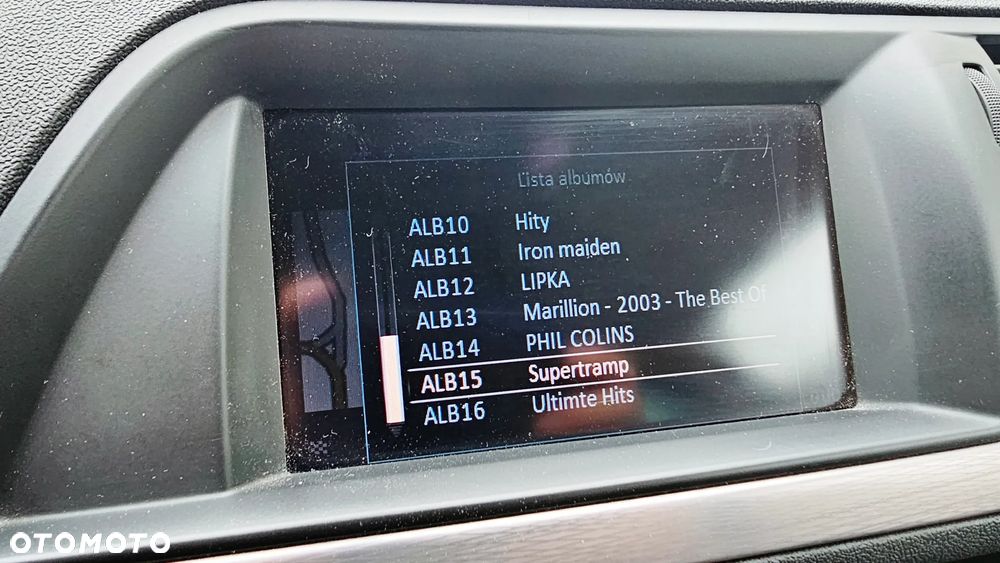 Lista albumów
ALB10 Hity
ALB11 Iron maiden
ALB12 LIPKA
ALB13 Marillion - 2003 - The Best Of
ALB14 PHIL COLINS
ALB15 Supertramp
ALB16 Ultimte Hits
OTOMOTO